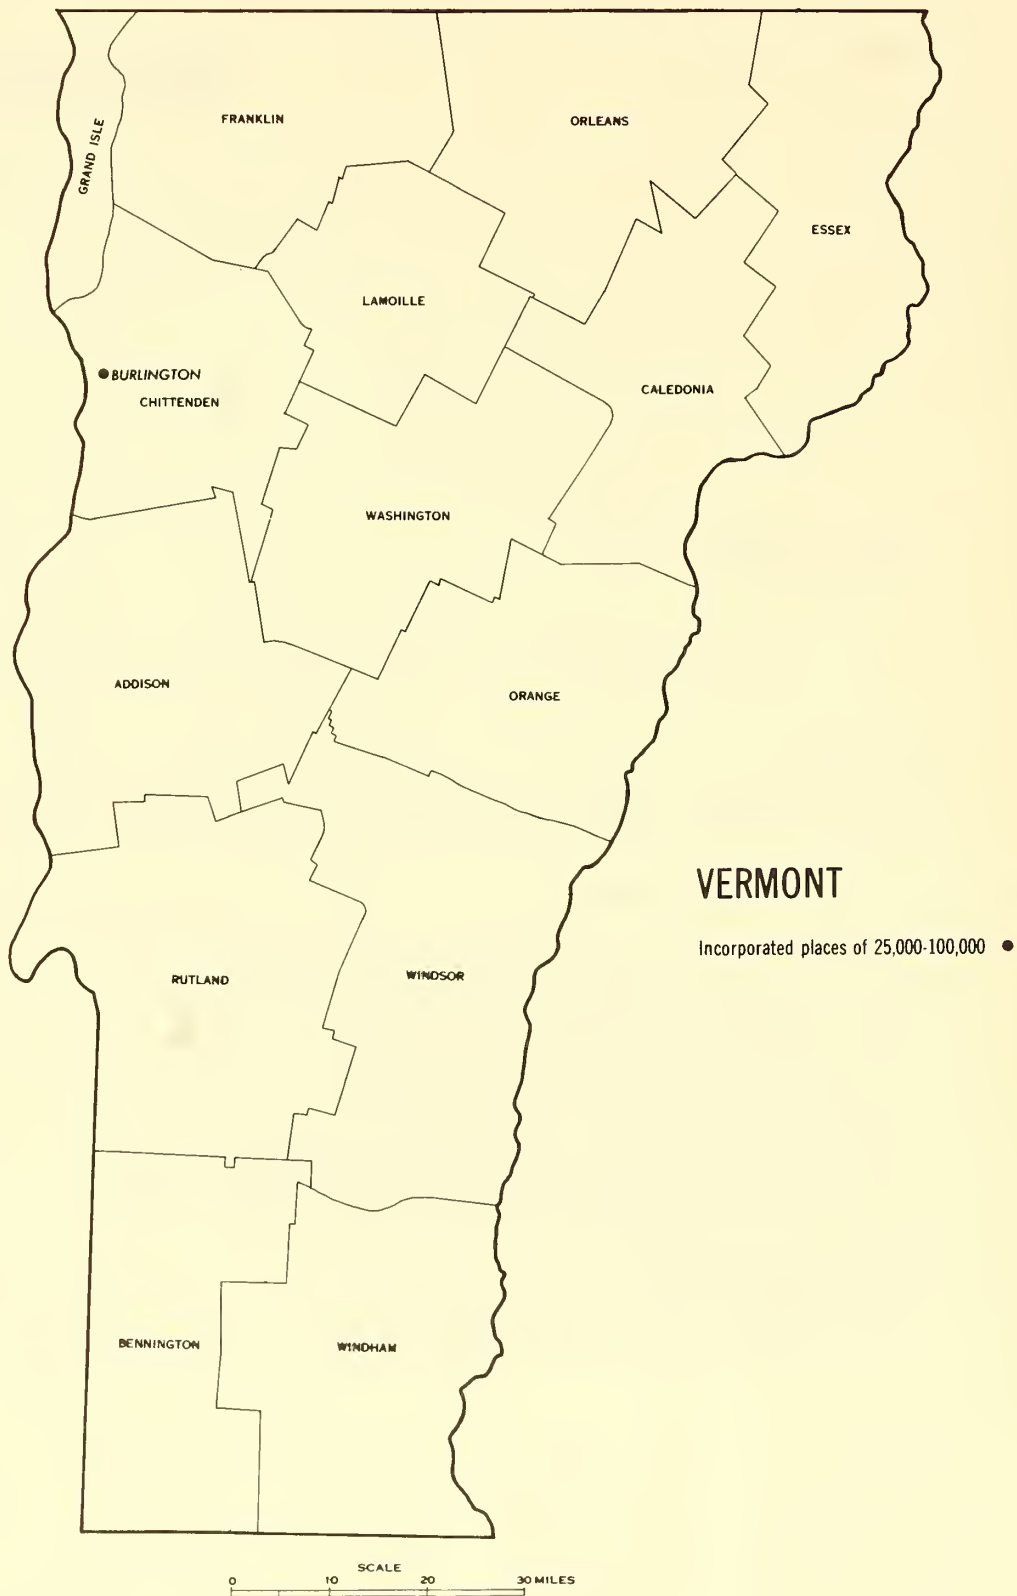 FRANKLIN
ORLEANS
GRAND ISLE
ESSEX
LAMOILLE
BURLINGTON
CHITTENDEN
CALEDONIA
WASHINGTON
ADDISON
ORANGE
VERMONT
Incorporated places of 25,000-100,000
RUTLAND
WINDSOR
BENNINGTON
WINDHAM
SCALE
0 10 20 30 MILES